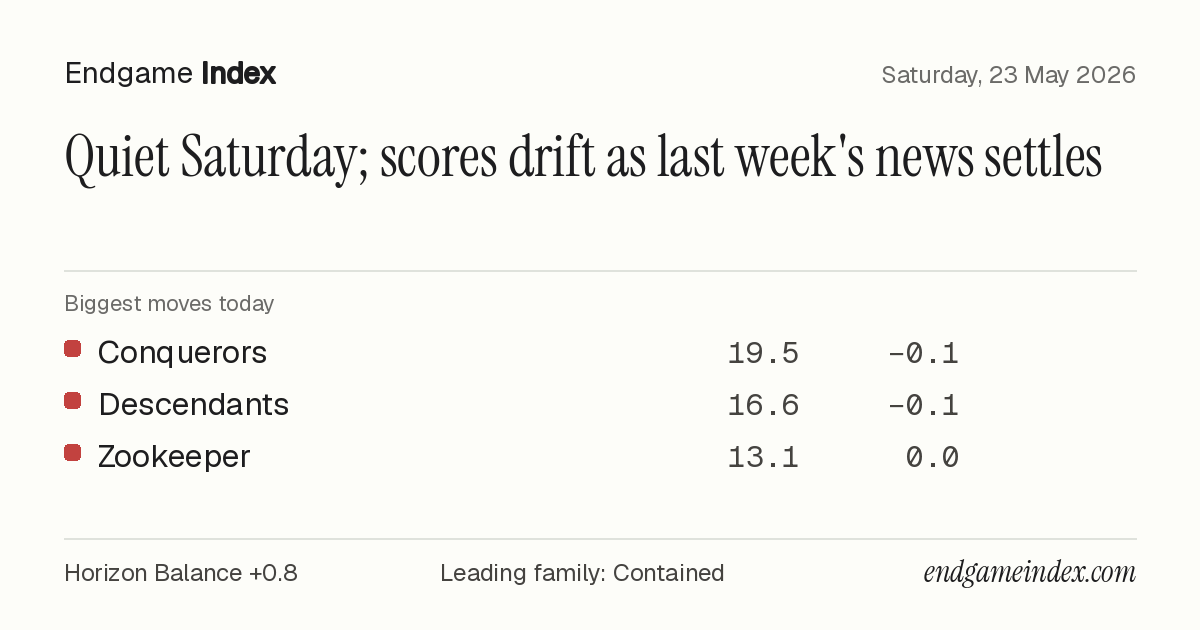 Endgame Index
Saturday, 23 May 2026
Quiet Saturday; scores drift as last week's news settles
Biggest moves today
Conquerors 19.5 −0.1
Descendants 16.6 −0.1
Zookeeper 13.1 0.0
Horizon Balance +0.8
Leading family: Contained
endgameindex.com